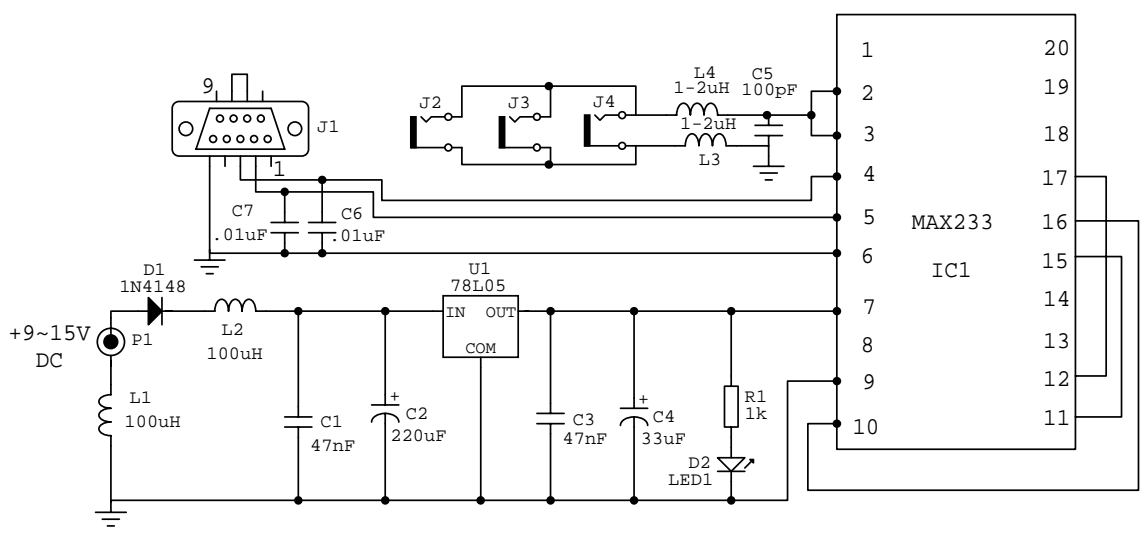 9
J1
1
J2
J3
J4
L4
1-2uH
1-2uH
L3
C5
100pF
C7
.01uF
C6
.01uF
+9~15V
DC
P1
D1
1N4148
L2
100uH
L1
100uH
C1
47nF
+
C2
220uF
U1
78L05
IN OUT
COM
C3
47nF
+
C4
33uF
R1
1k
D2
LED1
MAX233
IC1
1
2
3
4
5
6
7
8
9
10
20
19
18
17
16
15
14
13
12
11